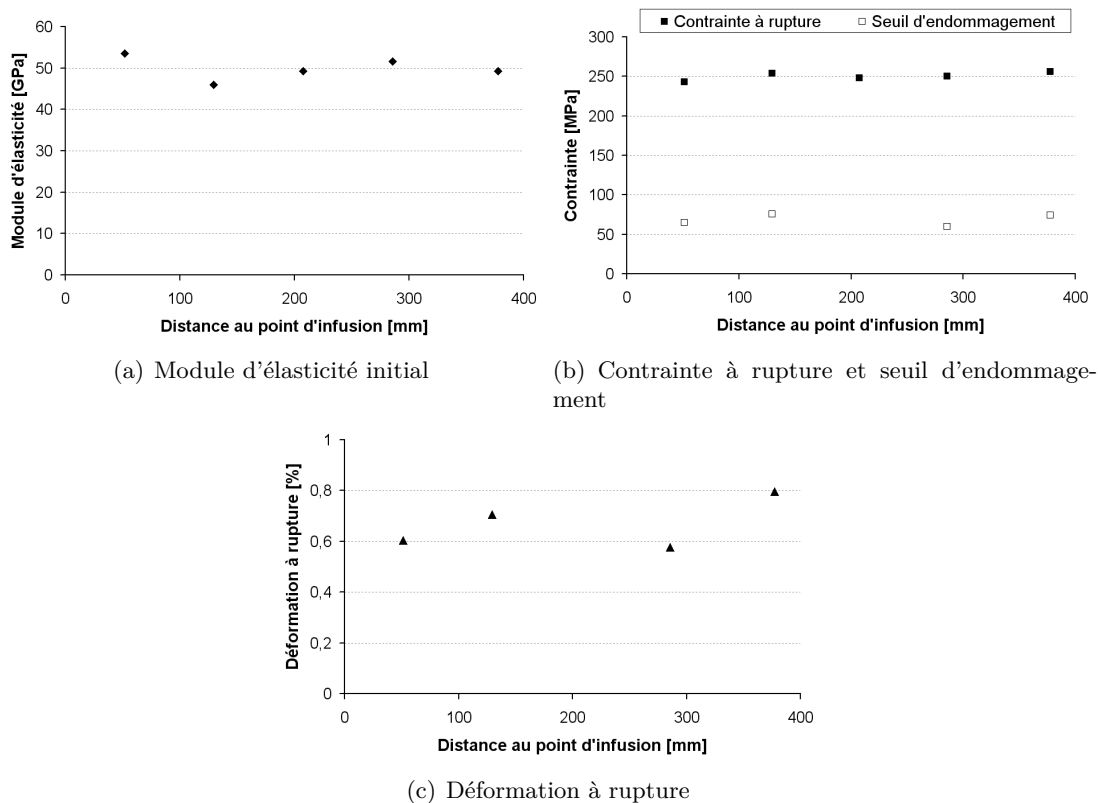 60
50
40
30
20
10
0
0 100 200 300 400
Module d'élasticité [GPa]
Distance au point d'infusion [mm]
(a) Module d'élasticité initial
Contrainte à rupture Seuil d'endommagement
300
250
200
150
100
50
0
0 100 200 300 400
Contrainte [MPa]
Distance au point d'infusion [mm]
(b) Contrainte à rupture et seuil d'endommage-
ment
1
0,8
0,6
0,4
0,2
0
0 100 200 300 400
Déformation à rupture [%]
Distance au point d'infusion [mm]
(c) Déformation à rupture